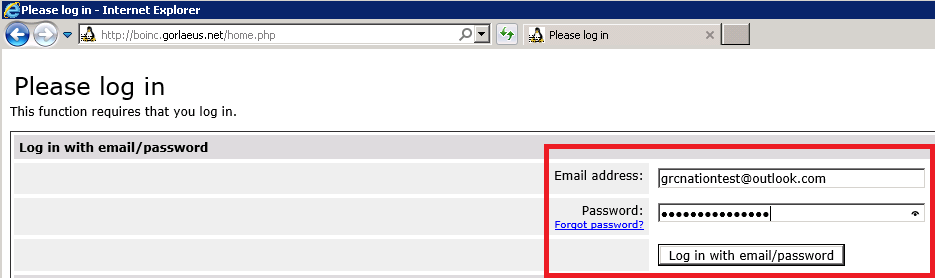 Please log in - Internet Explorer
http://boinc.gorlaeus.net/home.php
Please log in
Please log in
This function requires that you log in.
Log in with email/password
Email address:
grcnationtest@outlook.com
Password:
●●●●●●●●●●●●●●●
Forgot password?
Log in with email/password